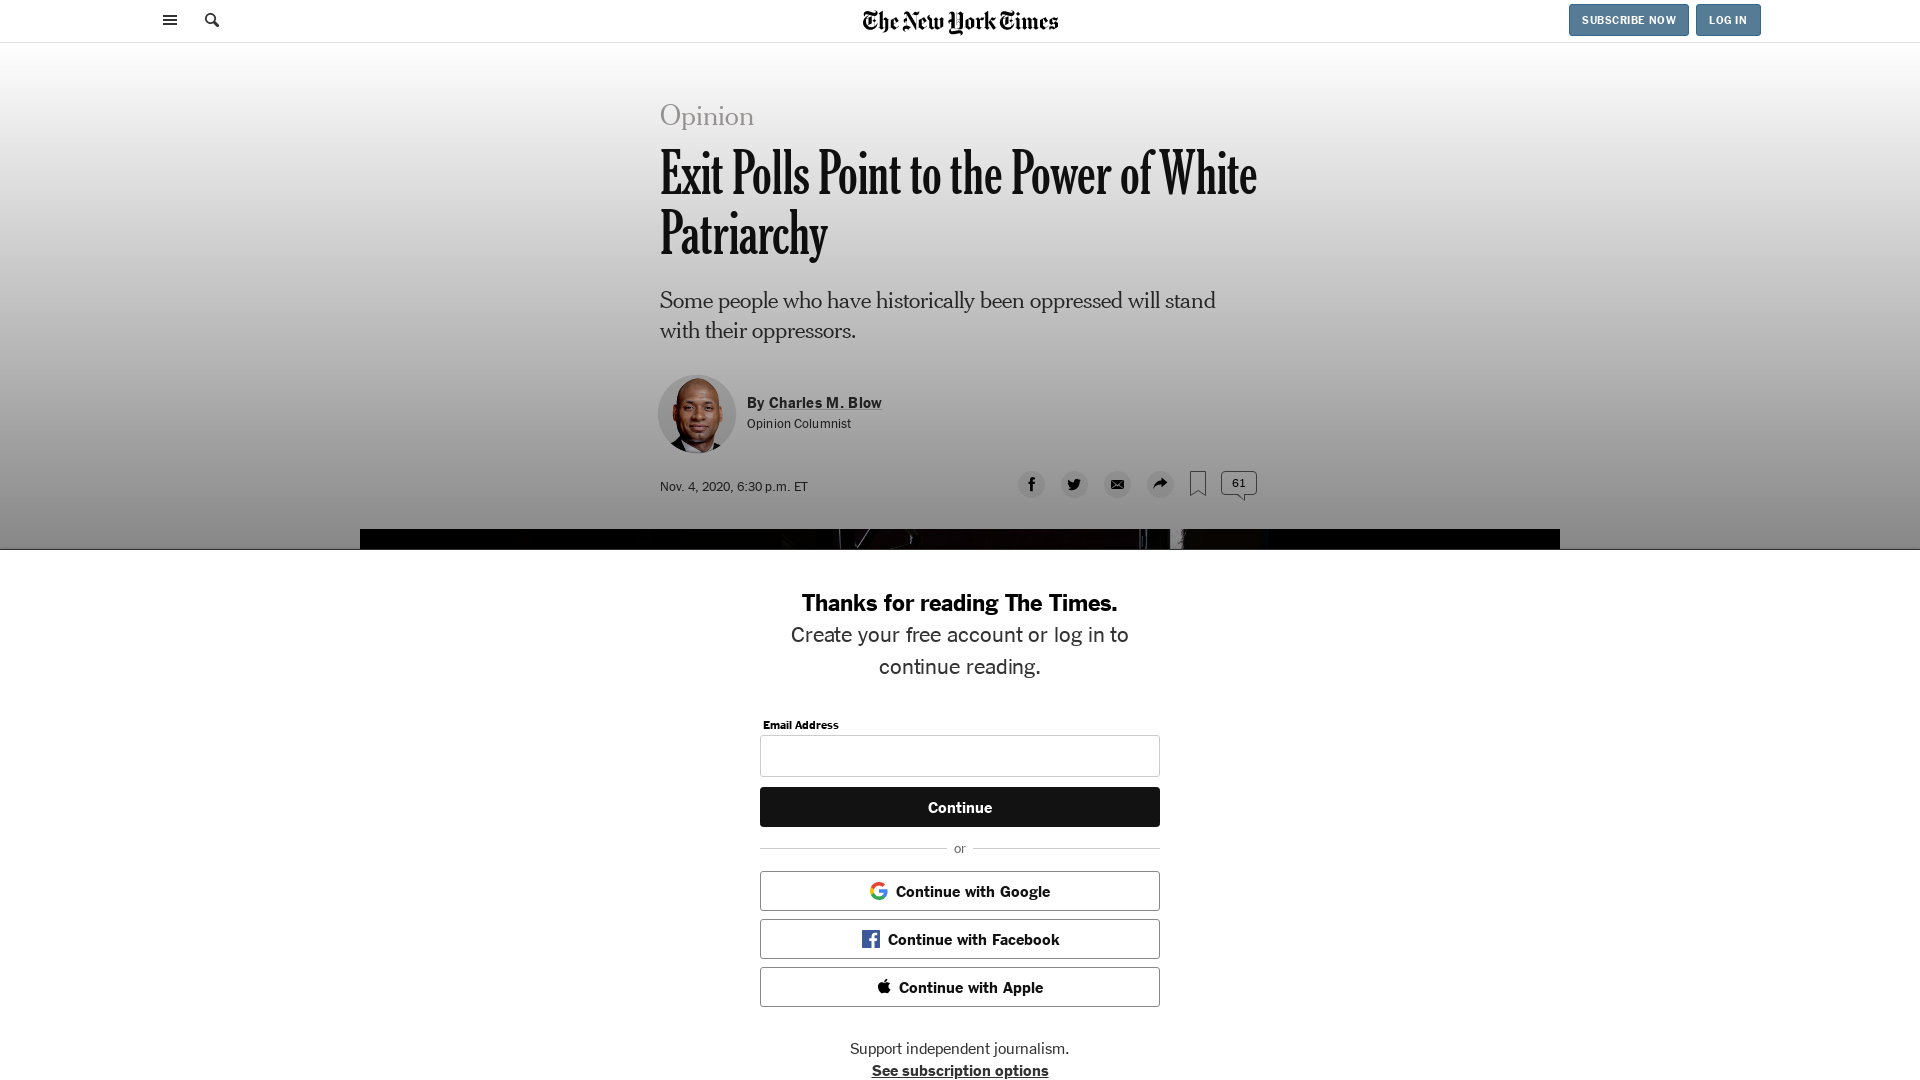 The New York Times
SUBSCRIBE NOW
LOG IN
Opinion
Exit Polls Point to the Power of White
Patriarchy
Some people who have historically been oppressed will stand
with their oppressors.
By Charles M. Blow
Opinion Columnist
Nov. 4, 2020, 6:30 p.m. ET
61
Thanks for reading The Times.
Create your free account or log in to
continue reading.
Email Address
Continue
or
Continue with Google
Continue with Facebook
Continue with Apple
Support independent journalism.
See subscription options